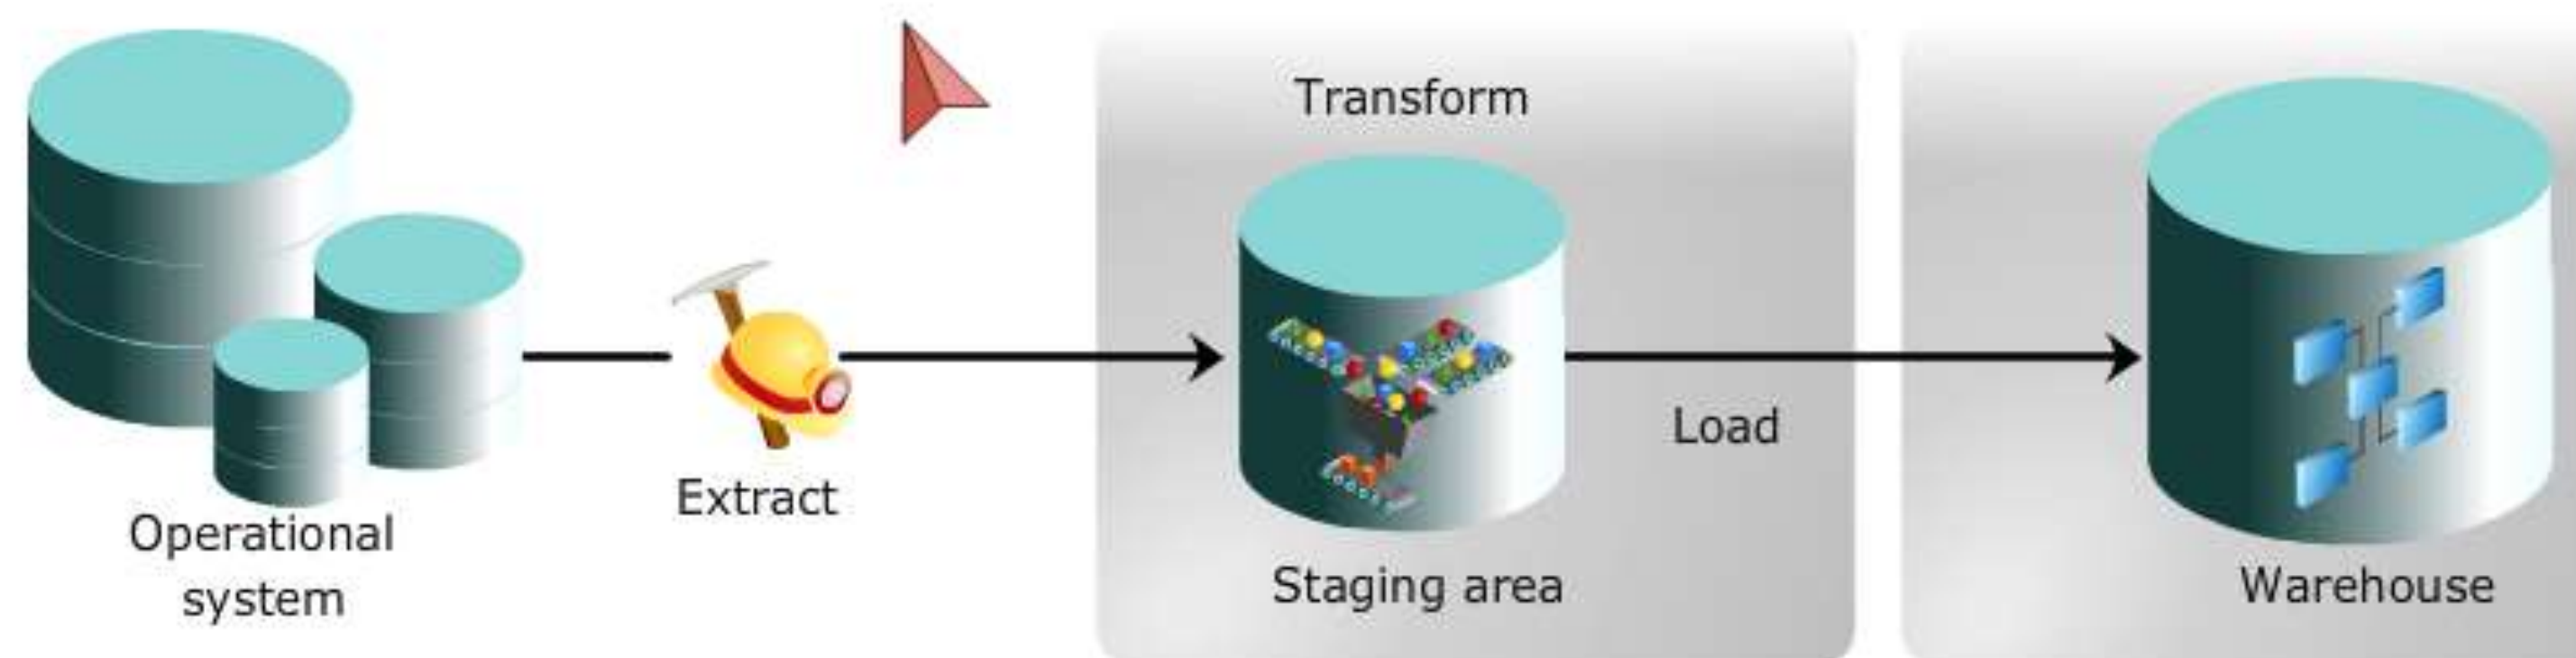 Operational
system
Extract
Transform
Staging area
Load
Warehouse